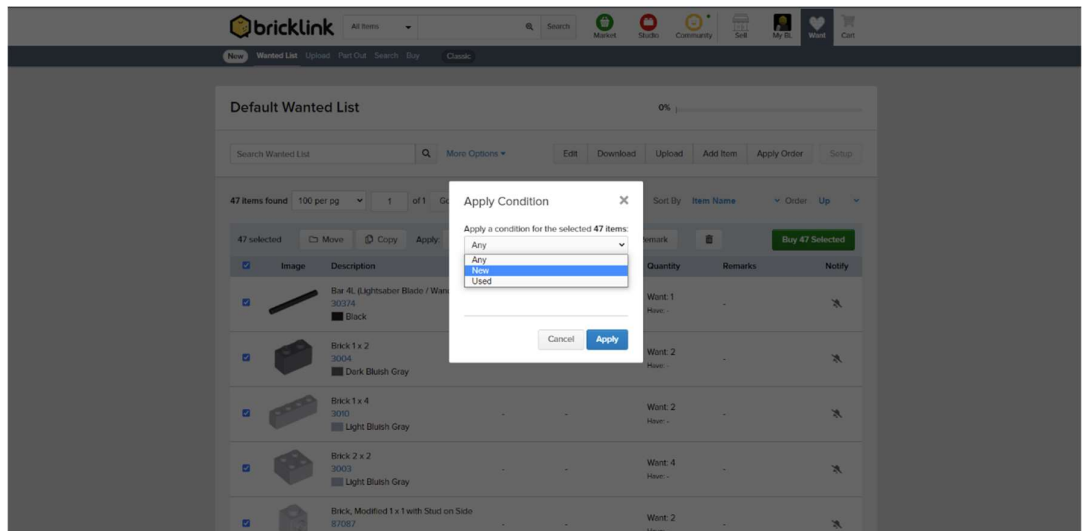 bricklink
All Items
Search
Market
Studio
Community
Sell
My BL
Want
Cart
New Wanted List Upload Part Out Search Buy Classic
Default Wanted List
0%
Search Wanted List
More Options
Edit
Download
Upload
Add Item
Apply Order
Setup
47 items found
100 per pg
1
of 1
Sort By Item Name
Order Up
47 selected
Move
Copy
Apply:
Buy 47 Selected
Image
Description
Quantity
Remarks
Notify
Apply Condition
Apply a condition for the selected 47 items:
Any
Any
New
Used
Cancel
Apply
Bar 4L (Lightsaber Blade /
30374
Black
Want: 1
Have: -
-
Brick 1 x 2
3004
Dark Bluish Gray
Want: 2
Have: -
-
Brick 1 x 4
3010
Light Bluish Gray
-
-
Want: 2
Have: -
-
Brick 2 x 2
3003
Light Bluish Gray
-
-
Want: 4
Have: -
-
Brick, Modified 1 x 1 with Stud on Side
87087
Want: 2